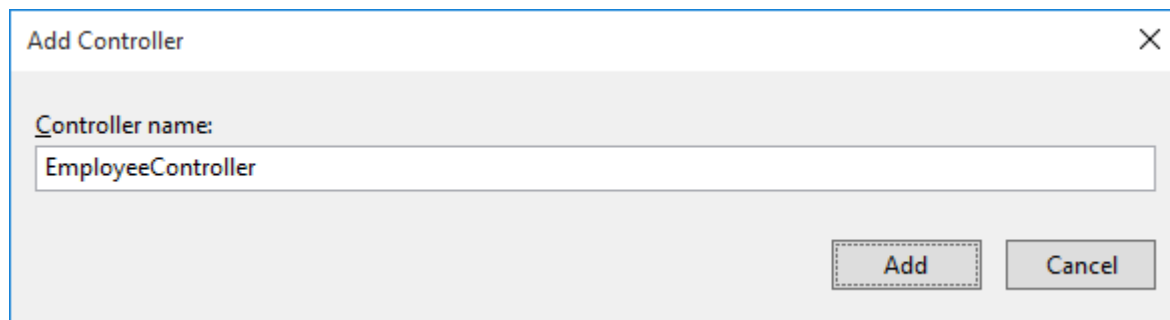 Add Controller
Controller name:
EmployeeController
Add Cancel